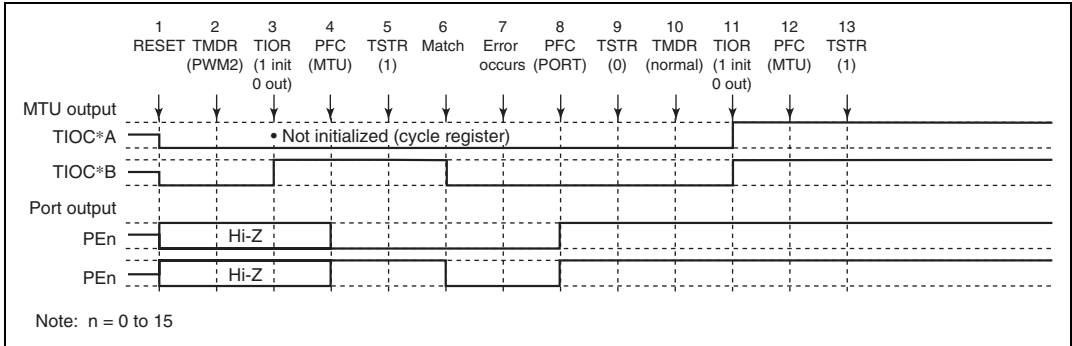 1 2 3 4 5 6 7 8 9 10 11 12 13
RESET TMDR TIOR PFC TSTR Match Error PFC TSTR TMDR TIOR PFC TSTR
(PWM2) (1 init (MTU) (1) occurs (PORT) (0) (normal) (1 init (MTU) (1)
0 out) 0 out)
MTU output
TIOC*A • Not initialized (cycle register)
TIOC*B
Port output
PEn Hi-Z
PEn Hi-Z
Note: n = 0 to 15